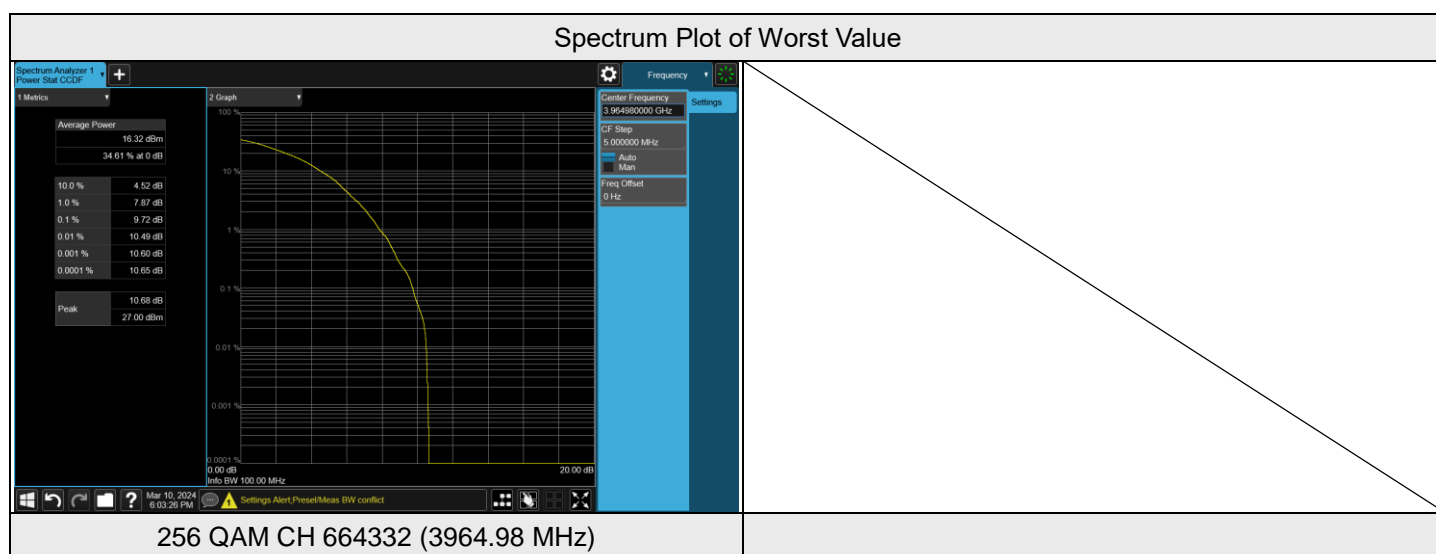 Spectrum Plot of Worst Value
Spectrum Analyzer 1
Power Stat CCDF
Frequency
1 Metrics
2 Graph
Settings
Average Power
16.32 dBm
34.61 % at 0 dB
10.0 % 4.52 dB
1.0 % 7.87 dB
0.1 % 9.72 dB
0.01 % 10.49 dB
0.001 % 10.60 dB
0.0001 % 10.65 dB
Peak
10.68 dB
27.00 dBm
100 %
10 %
1 %
0.1 %
0.01 %
0.001 %
0.0001 %
0.00 dB 20.00 dB
Info BW 100.00 MHz
Center Frequency
3.964980000 GHz
CF Step
5.000000 MHz
Auto
Man
Freq Offset
0 Hz
?
Mar 10, 2024
6:03:26 PM
1
Settings Alert;Presel/Meas BW conflict
256 QAM CH 664332 (3964.98 MHz)